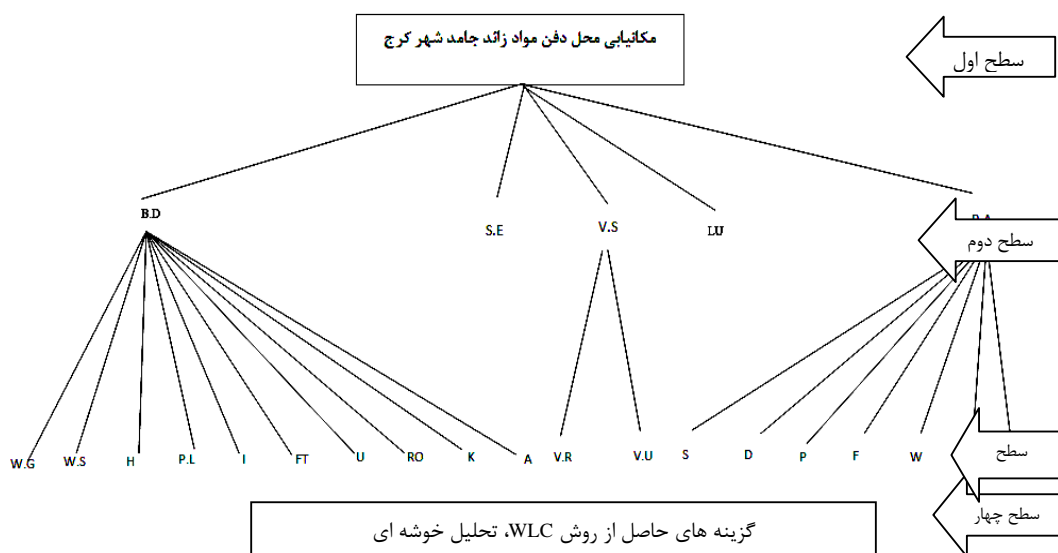 مکانیابی محل دفن مواد زائد جامد شهر کرج
سطح اول
B.D
S.E
V.S
LU
سطح دوم
W.G
W.S
H
P.L
I
FT
U
RO
K
A
V.R
V.U
S
D
P
F
W
سطح
سطح چهار
گزینه های حاصل از روش WLC، تحلیل خوشه ای